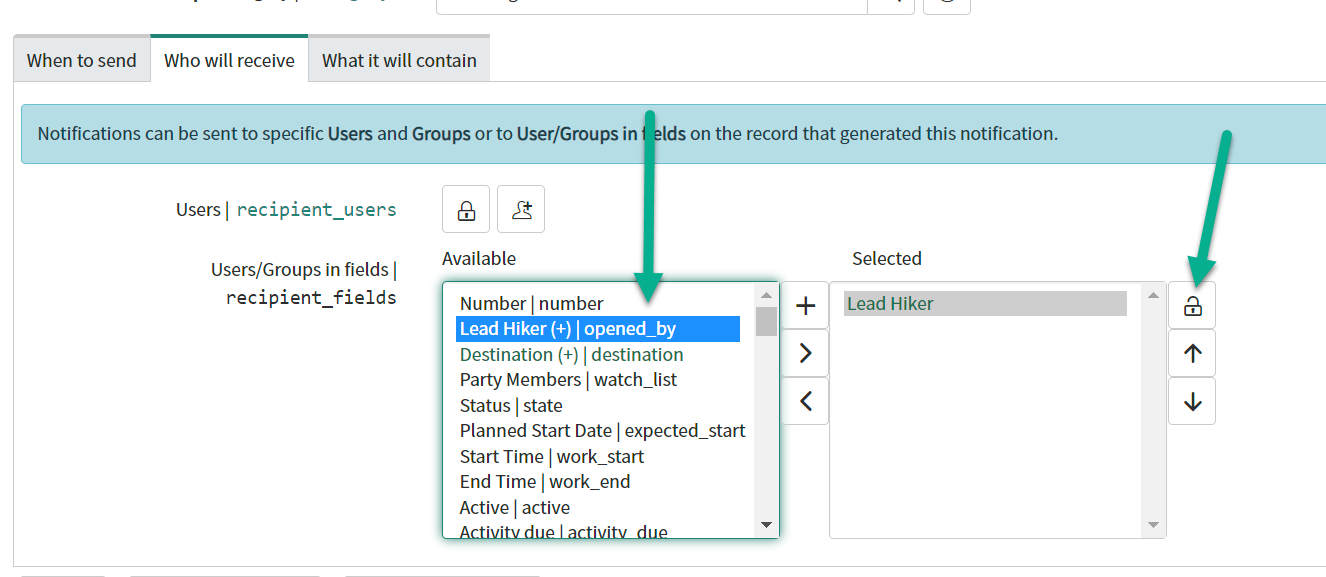 When to send
Who will receive
What it will contain
Notifications can be sent to specific Users and Groups or to User/Groups in fields on the record that generated this notification.
Users | recipient_users
Users/Groups in fields |
recipient_fields
Available
Number | number
Lead Hiker (+) | opened_by
Destination (+) | destination
Party Members | watch_list
Status | state
Planned Start Date | expected_start
Start Time | work_start
End Time | work_end
Active | active
Activity due | activity_due
Selected
Lead Hiker